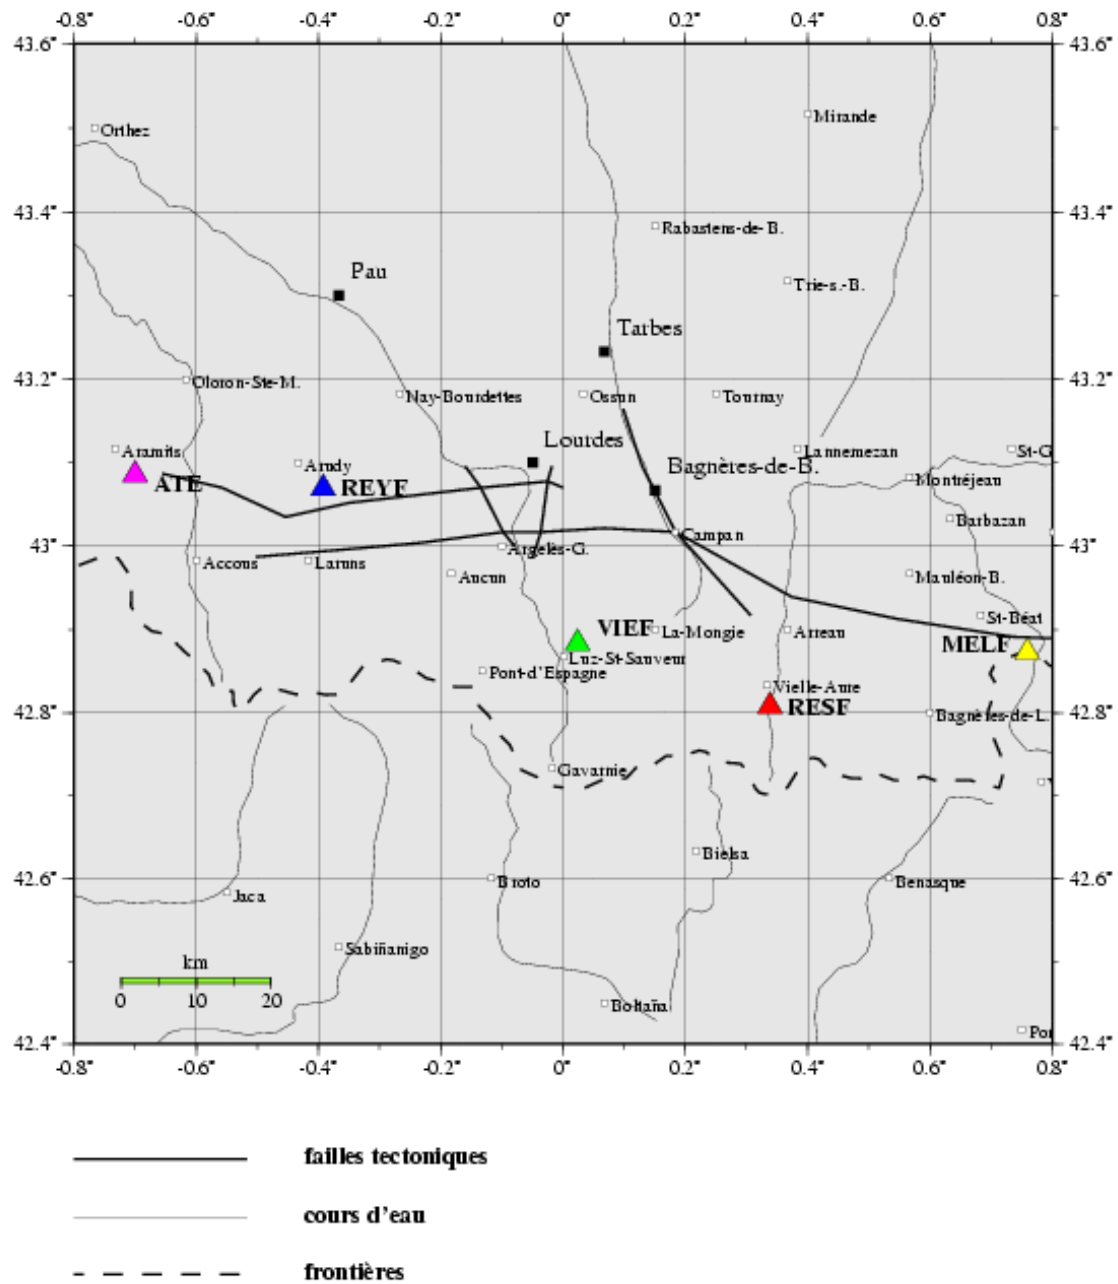 -0.8° -0.6° -0.4° -0.2° 0° 0.2° 0.4° 0.6° 0.8°
43.6° 43.6°
Mirande
Orthez
43.4° 43.4°
Rabastens-de-B.
Pau
Trie-s.-B.
Tarbes
43.2° 43.2°
Oloron-Ste-M.
Nay-Bourdettes
Ossun
Tournay
Lourdes
Aramits
Arudy
Lannemezan
St-G
Bagnères-de-B.
ATE
REYF
Montréjeau
Barbazan
43° 43°
Campan
Argelès-G.
Accous
Laruns
Aucun
Mauléon-B.
St-Béat
VIEF
La-Mongie
Arreau
MELF
Luz-St-Sauveur
Pont-d'Espagne
Vielle-Aure
RESF
42.8° 42.8°
Bagnères-de-L.
Gavarnie
Bielsa
42.6° 42.6°
Broto
Benasque
Jaca
Sabiñanigo
km
0 10 20
Boltaña
Por
42.4° 42.4°
-0.8° -0.6° -0.4° -0.2° 0° 0.2° 0.4° 0.6° 0.8°
failles tectoniques
cours d'eau
frontières